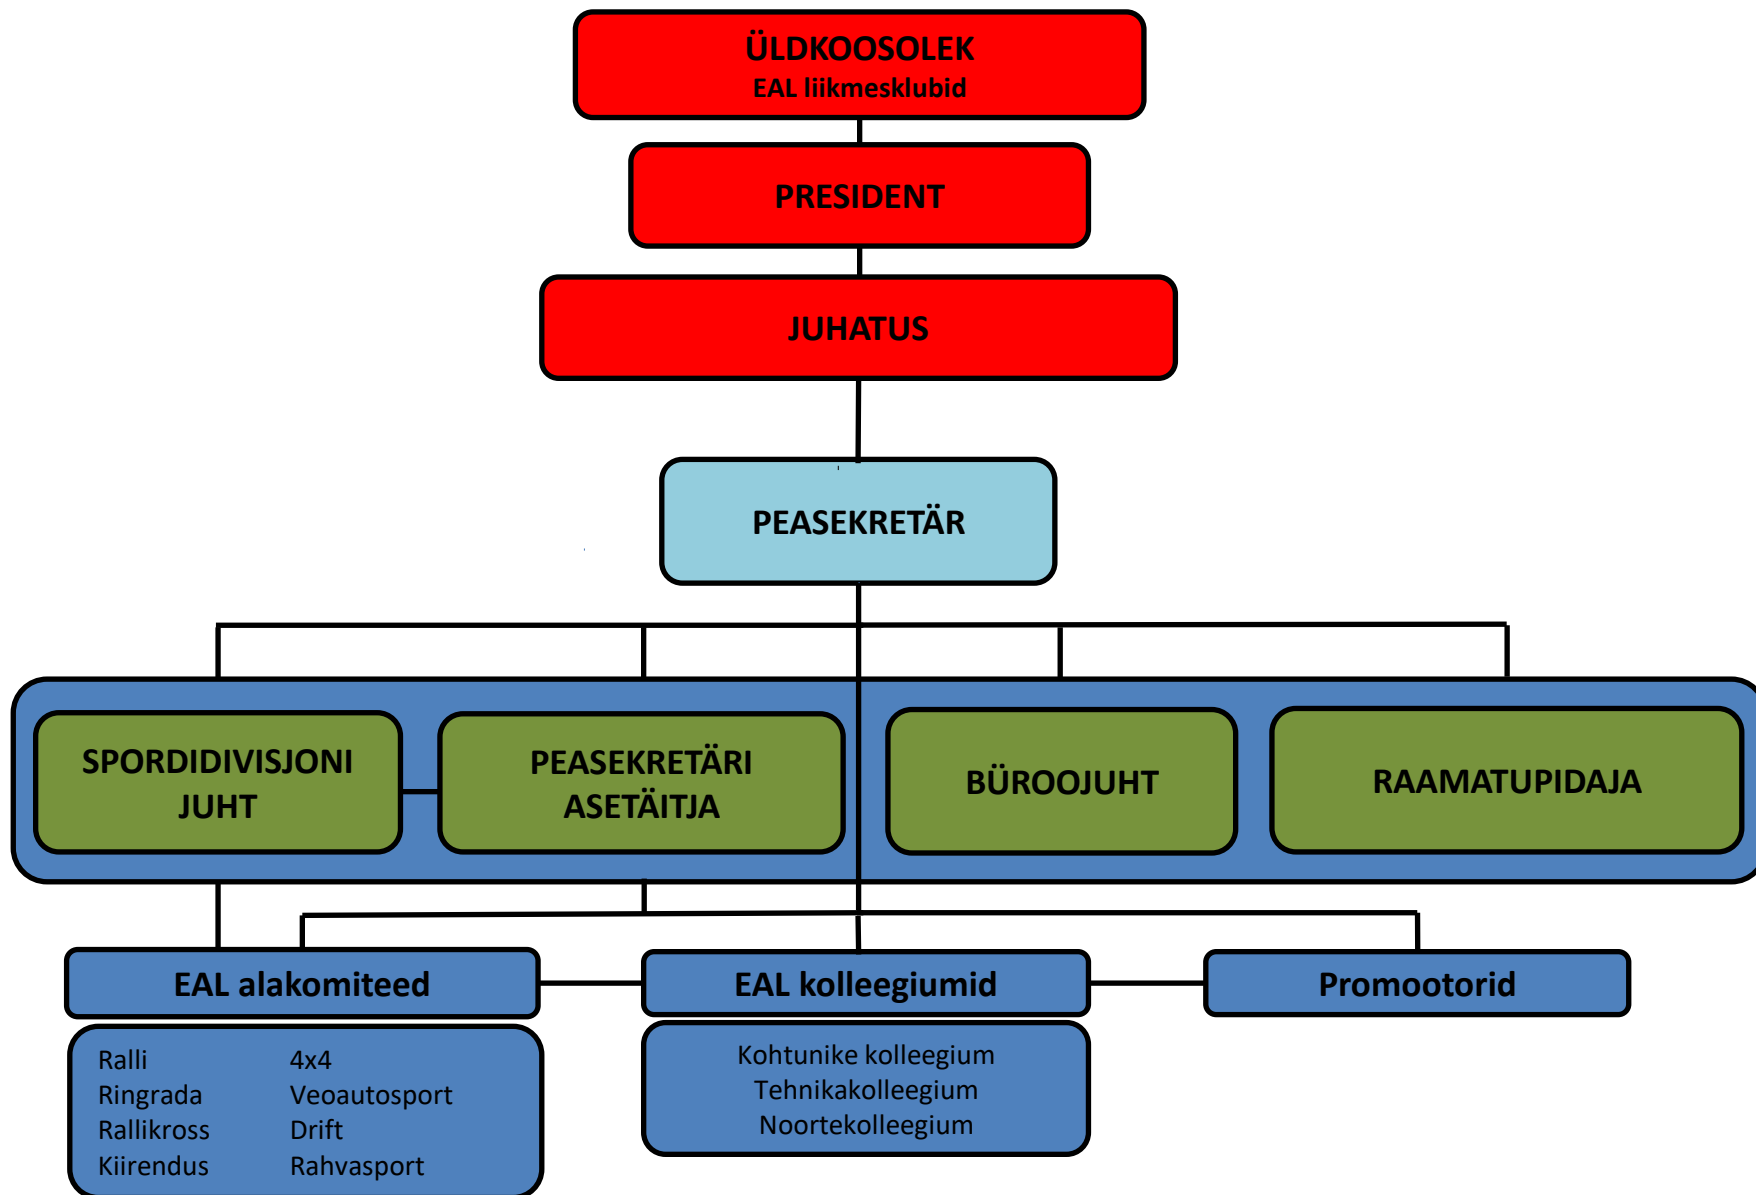 ÜLDKOOSOLEK
EAL liikmesklubid
PRESIDENT
JUHATUS
PEASEKRETÄR
SPORDIDIVISJONI
JUHT
PEASEKRETÄRI
ASETÄITJA
BÜROOJUHT
RAAMATUPIDAJA
EAL alakomiteed
EAL kolleegiumid
Promootorid
Ralli 4x4
Ringrada Veoautosport
Rallikross Drift
Kiirendus Rahvasport
Kohtunike kolleegium
Tehnikakolleegium
Noortekolleegium